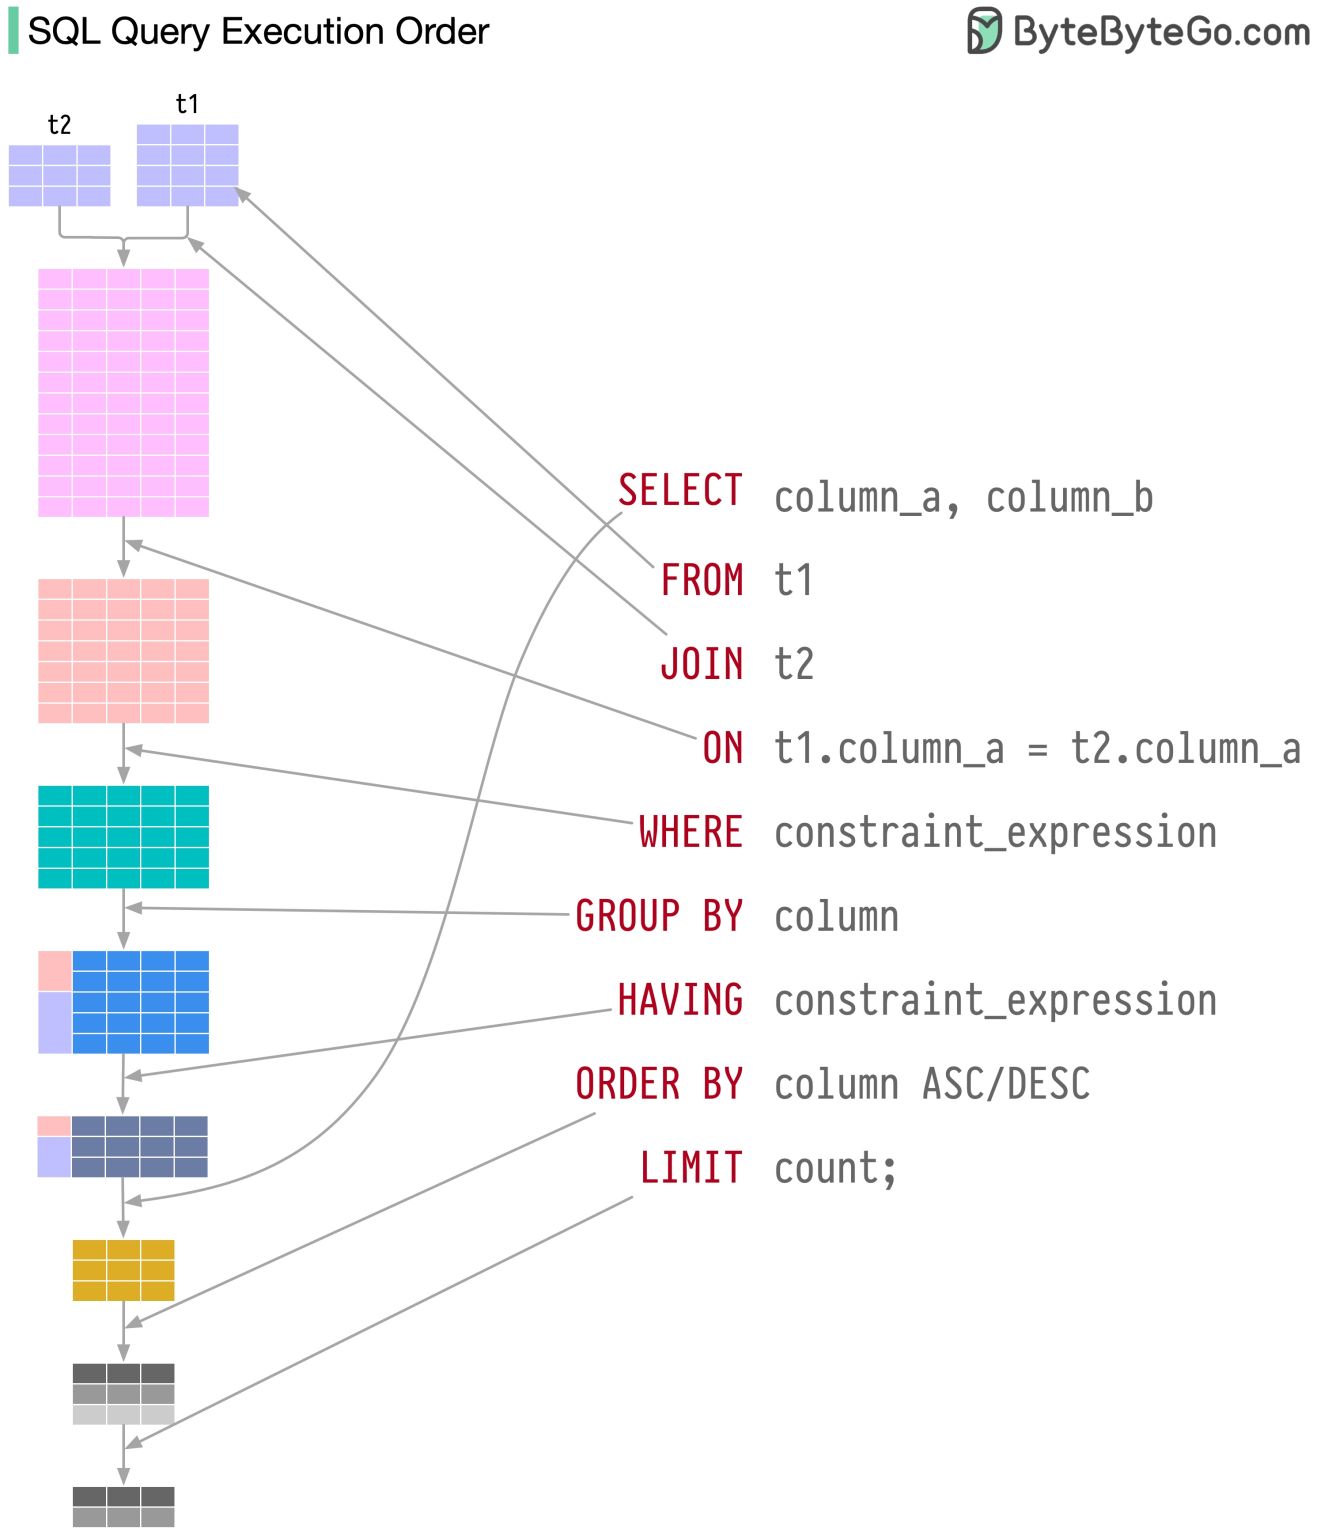 SQL Query Execution Order
ByteByteGo.com
t2
t1
SELECT column_a, column_b
FROM t1
JOIN t2
ON t1.column_a = t2.column_a
WHERE constraint_expression
GROUP BY column
HAVING constraint_expression
ORDER BY column ASC/DESC
LIMIT count;